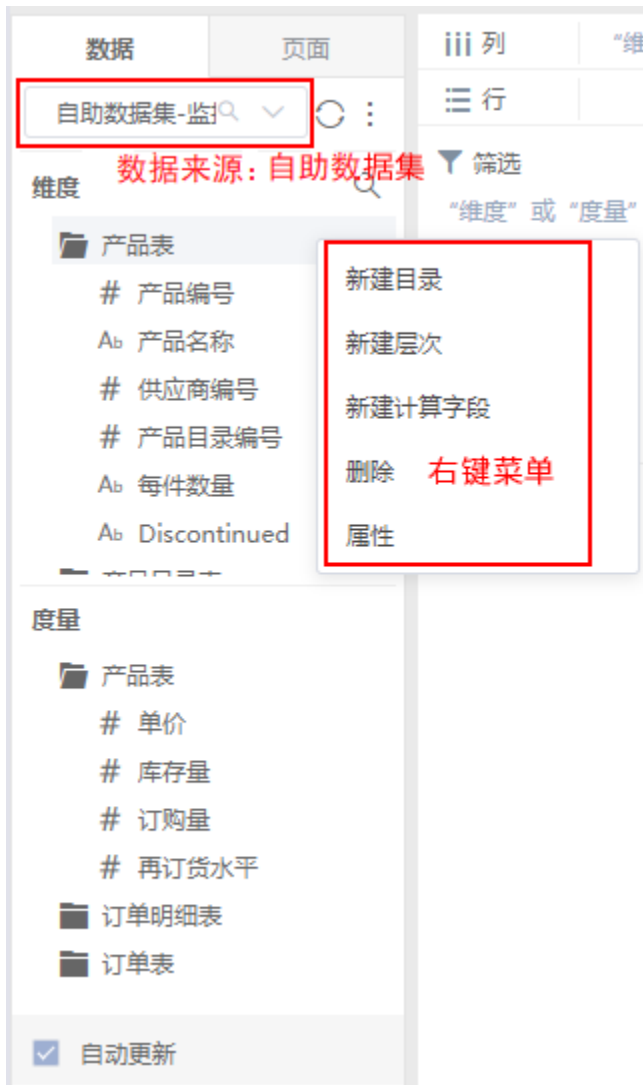 数据
页面
自助数据集-监
数据来源：自助数据集
维度
产品表
# 产品编号
Ab 产品名称
# 供应商编号
# 产品目录编号
Ab 每件数量
Ab Discontinued
度量
产品表
# 单价
# 库存量
# 订购量
# 再订货水平
订单明细表
订单表
自动更新
列
“维
行
筛选
“维度” 或 “度量”
新建目录
新建层次
新建计算字段
删除
右键菜单
属性